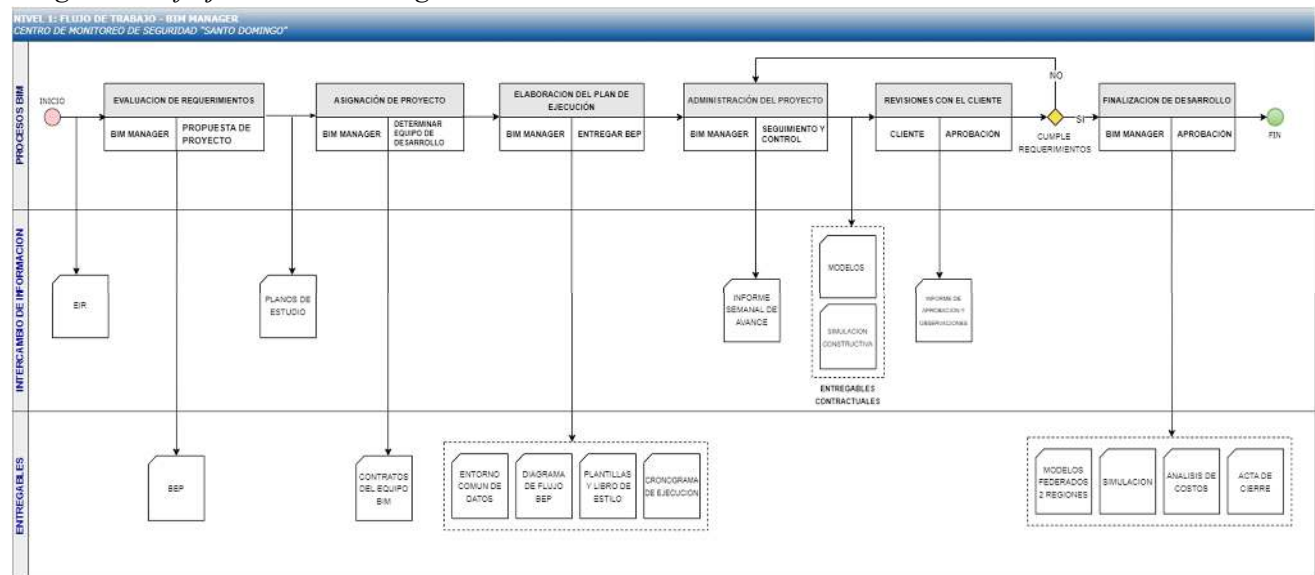 NIVEL 1: FLUJO DE TRABAJO - BIM MANAGER
CENTRO DE MONITOREO DE SEGURIDAD "SANTO DOMINGO"
PROCESOS BIM
INICIO
EVALUACION DE REQUERIMIENTOS
BIM MANAGER
PROPUESTA DE
PROYECTO
ASIGNACIÓN DE PROYECTO
BIM MANAGER
DETERMINAR
EQUIPO DE
DESARROLLO
ELABORACION DEL PLAN DE
EJECUCIÓN
BIM MANAGER
ENTREGAR BEP
ADMINISTRACIÓN DEL PROYECTO
BIM MANAGER
SEGUIMIENTO Y
CONTROL
REVISIONES CON EL CLIENTE
CLIENTE
APROBACIÓN
NO
SI
CUMPLE
REQUERIMIENTOS
FINALIZACION DE DESARROLLO
BIM MANAGER
APROBACIÓN
FIN
INTERCAMBIO DE INFORMACION
EIR
PLANOS DE
ESTUDIO
INFORME
SEMANAL DE
AVANCE
MODELOS
SIMULACION
CONSTRUCTIVA
ENTREGABLES
CONTRACTUALES
INFORME DE
APROBACION Y
OBSERVACIONES
ENTREGABLES
BEP
CONTRATOS
DEL EQUIPO
BIM
ENTORNO
COMUN DE
DATOS
DIAGRAMA
DE FLUJO
BEP
PLANTILLAS
Y LIBRO DE
ESTILO
CRONOGRAMA
DE EJECUCIÓN
MODELOS
FEDERADOS
2 REGIONES
SIMULACION
ANALISIS DE
COSTOS
ACTA DE
CIERRE